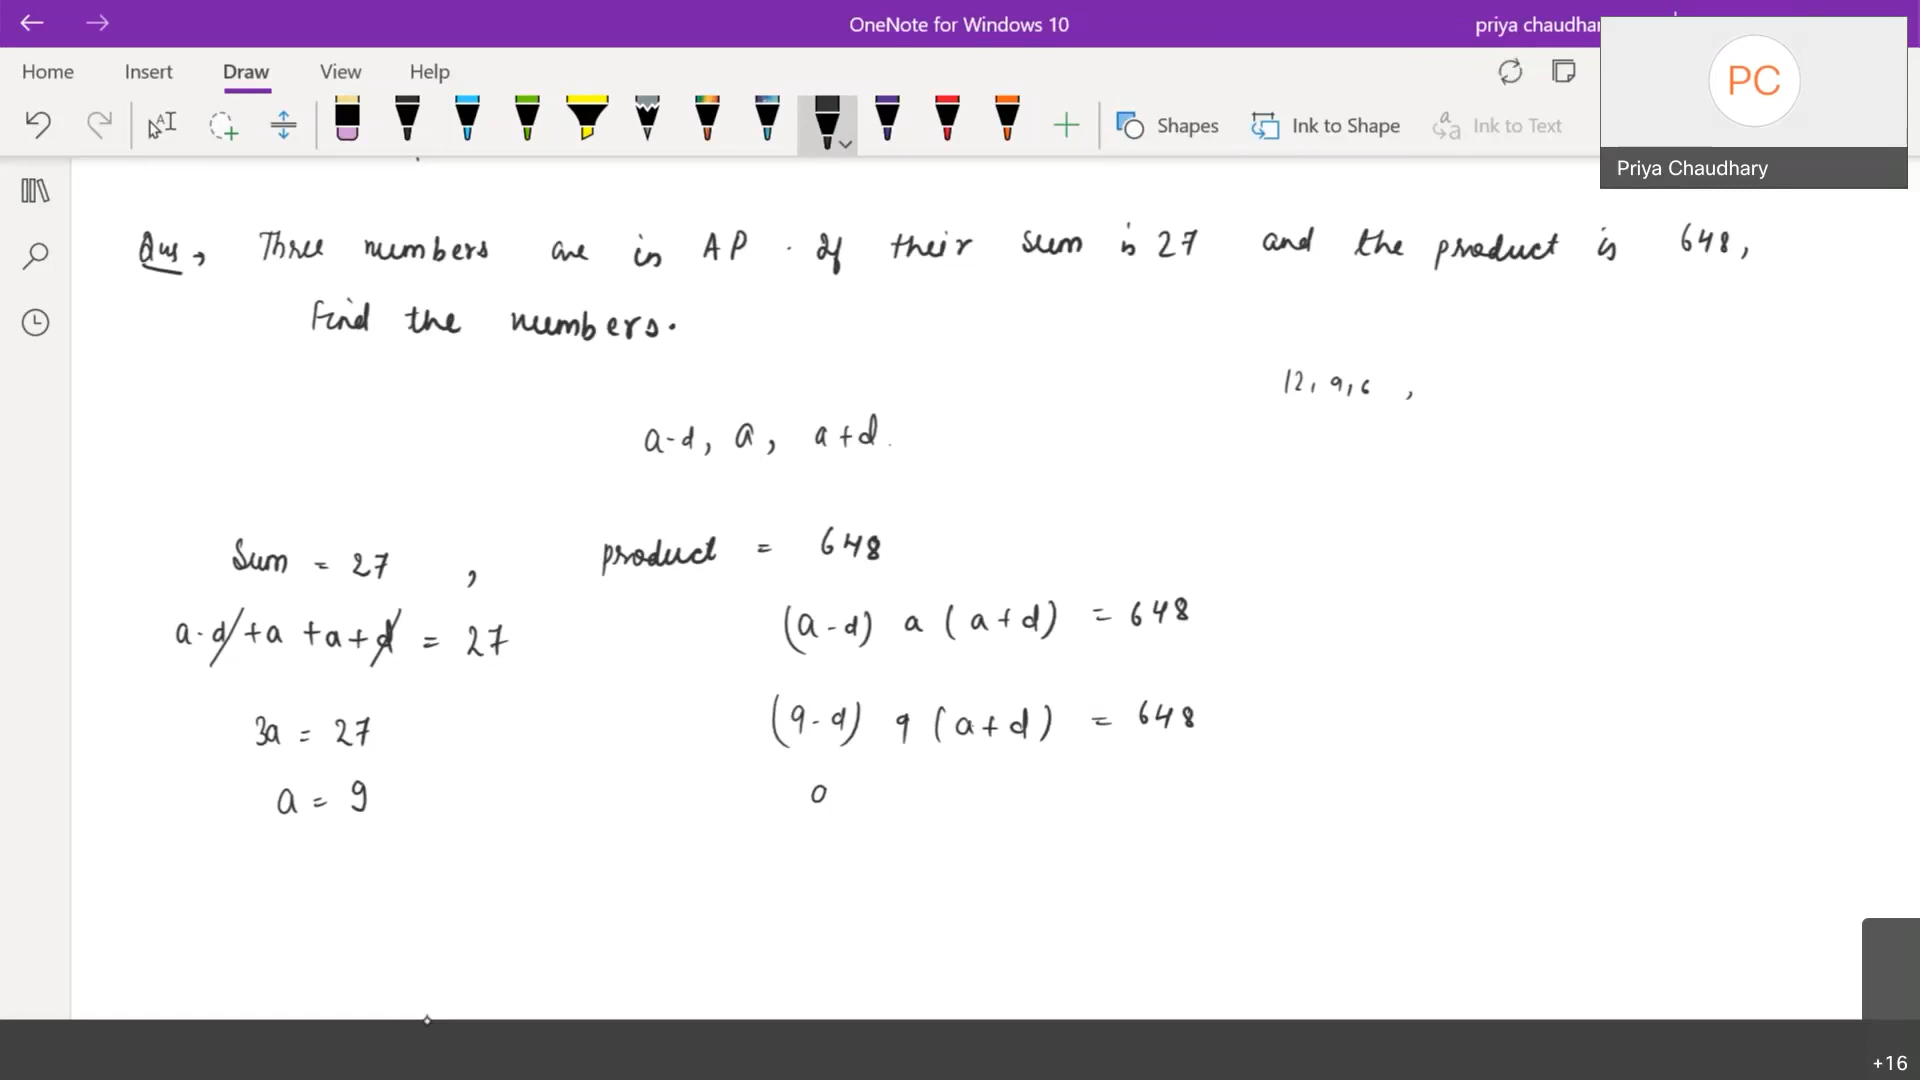 OneNote for Windows 10
priya chaudhar
Home Insert Draw View Help
Shapes Ink to Shape Ink to Text
PC
Priya Chaudhary
Ques, Three numbers are in AP. If their sum is 27 and the product is 648,
Find the numbers.
12, 9, 6 ,
a-d, a, a+d.
Sum = 27 , product = 648
a-d+a+a+d = 27 (a-d) a (a+d) = 648
3a = 27 (9-d) 9 (a+d) = 648
a = 9 0
+16